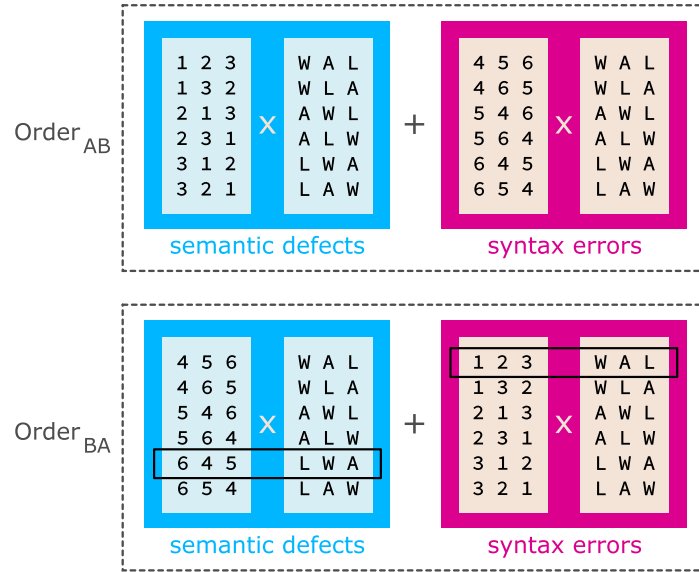 1 2 3 W A L 4 5 6 W A L
1 3 2 W L A 4 6 5 W L A
2 1 3 A W L 5 4 6 A W L
Order AB 2 3 1 x A L W + 5 6 4 x A L W
3 1 2 L W A 6 4 5 L W A
3 2 1 L A W 6 5 4 L A W
semantic defects syntax errors
4 5 6 W A L 1 2 3 W A L
4 6 5 W L A 1 3 2 W L A
5 4 6 A W L 2 1 3 A W L
Order BA 5 6 4 x A L W + 2 3 1 x A L W
6 4 5 L W A 3 1 2 L W A
6 5 4 L A W 3 2 1 L A W
semantic defects syntax errors